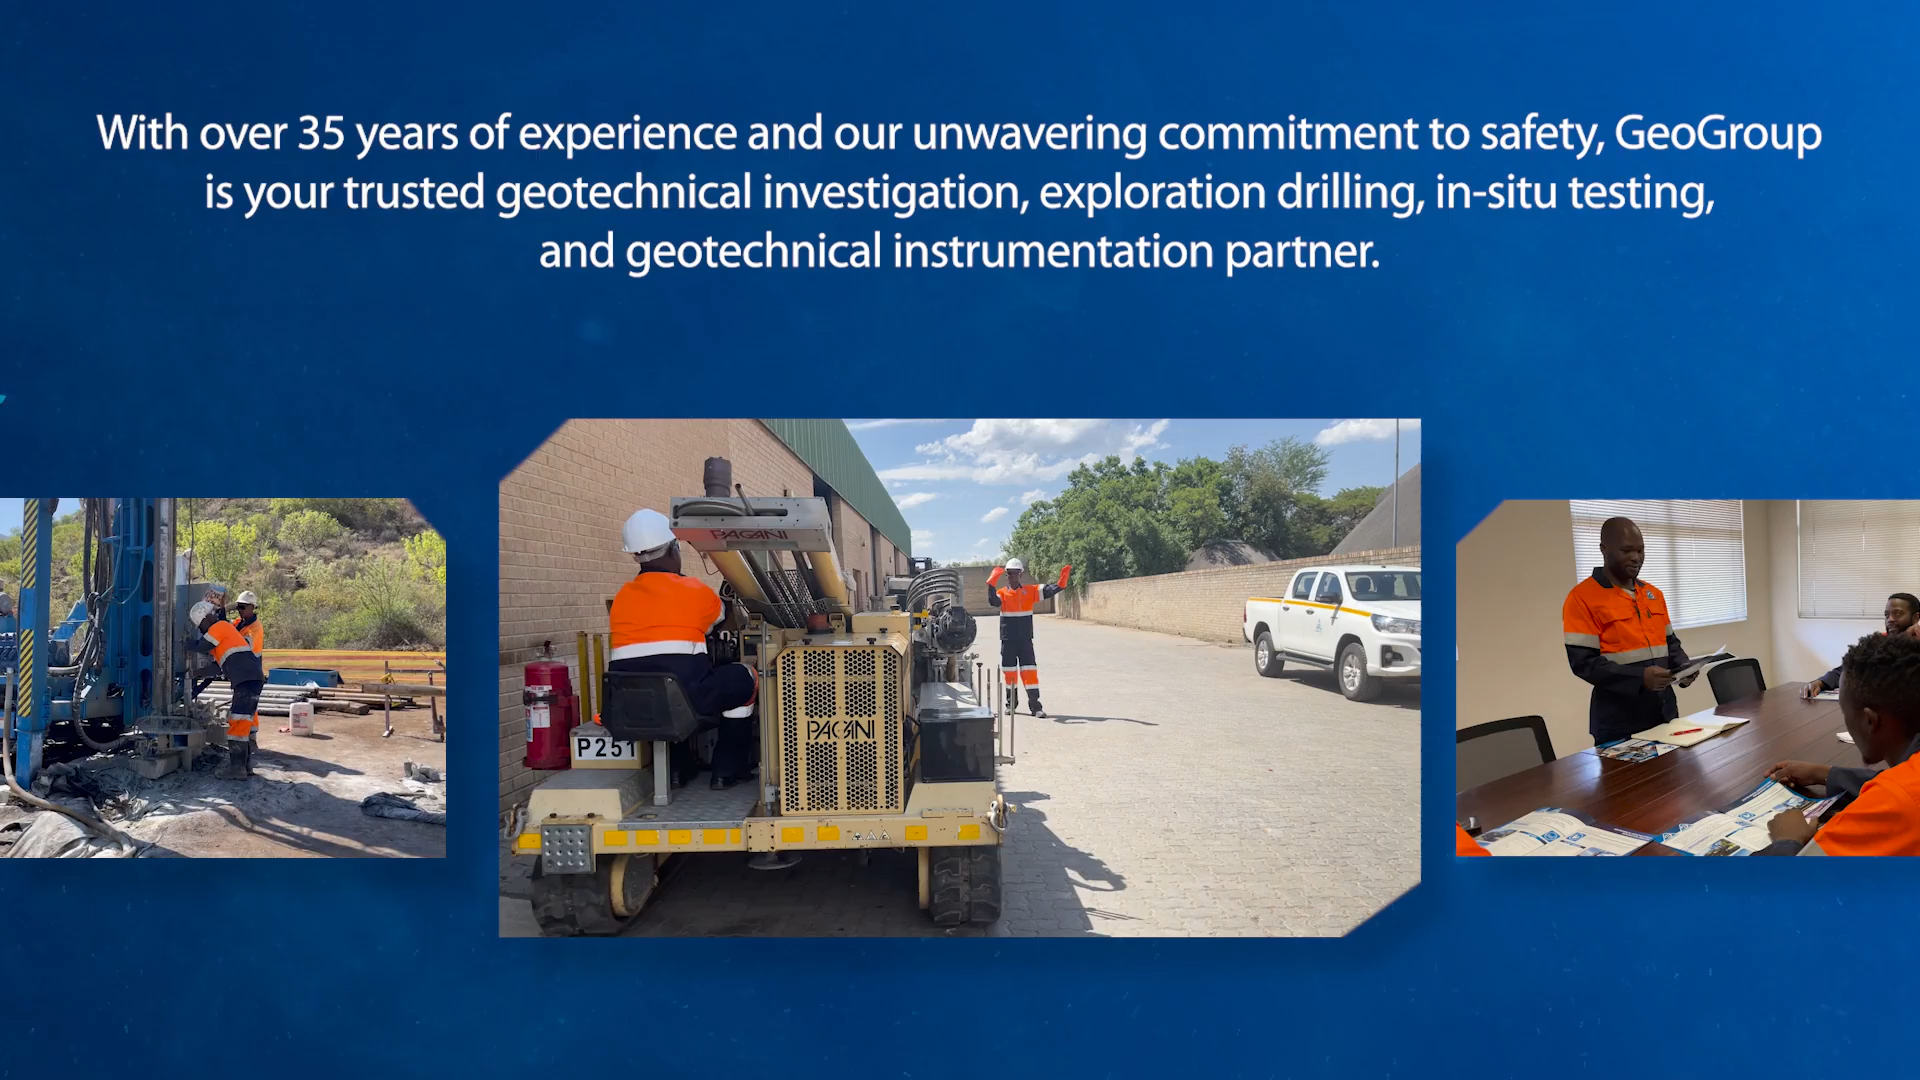 With over 35 years of experience and our unwavering commitment to safety, GeoGroup
is your trusted geotechnical investigation, exploration drilling, in-situ testing,
and geotechnical instrumentation partner.
PAGANI
PAGANI
P251